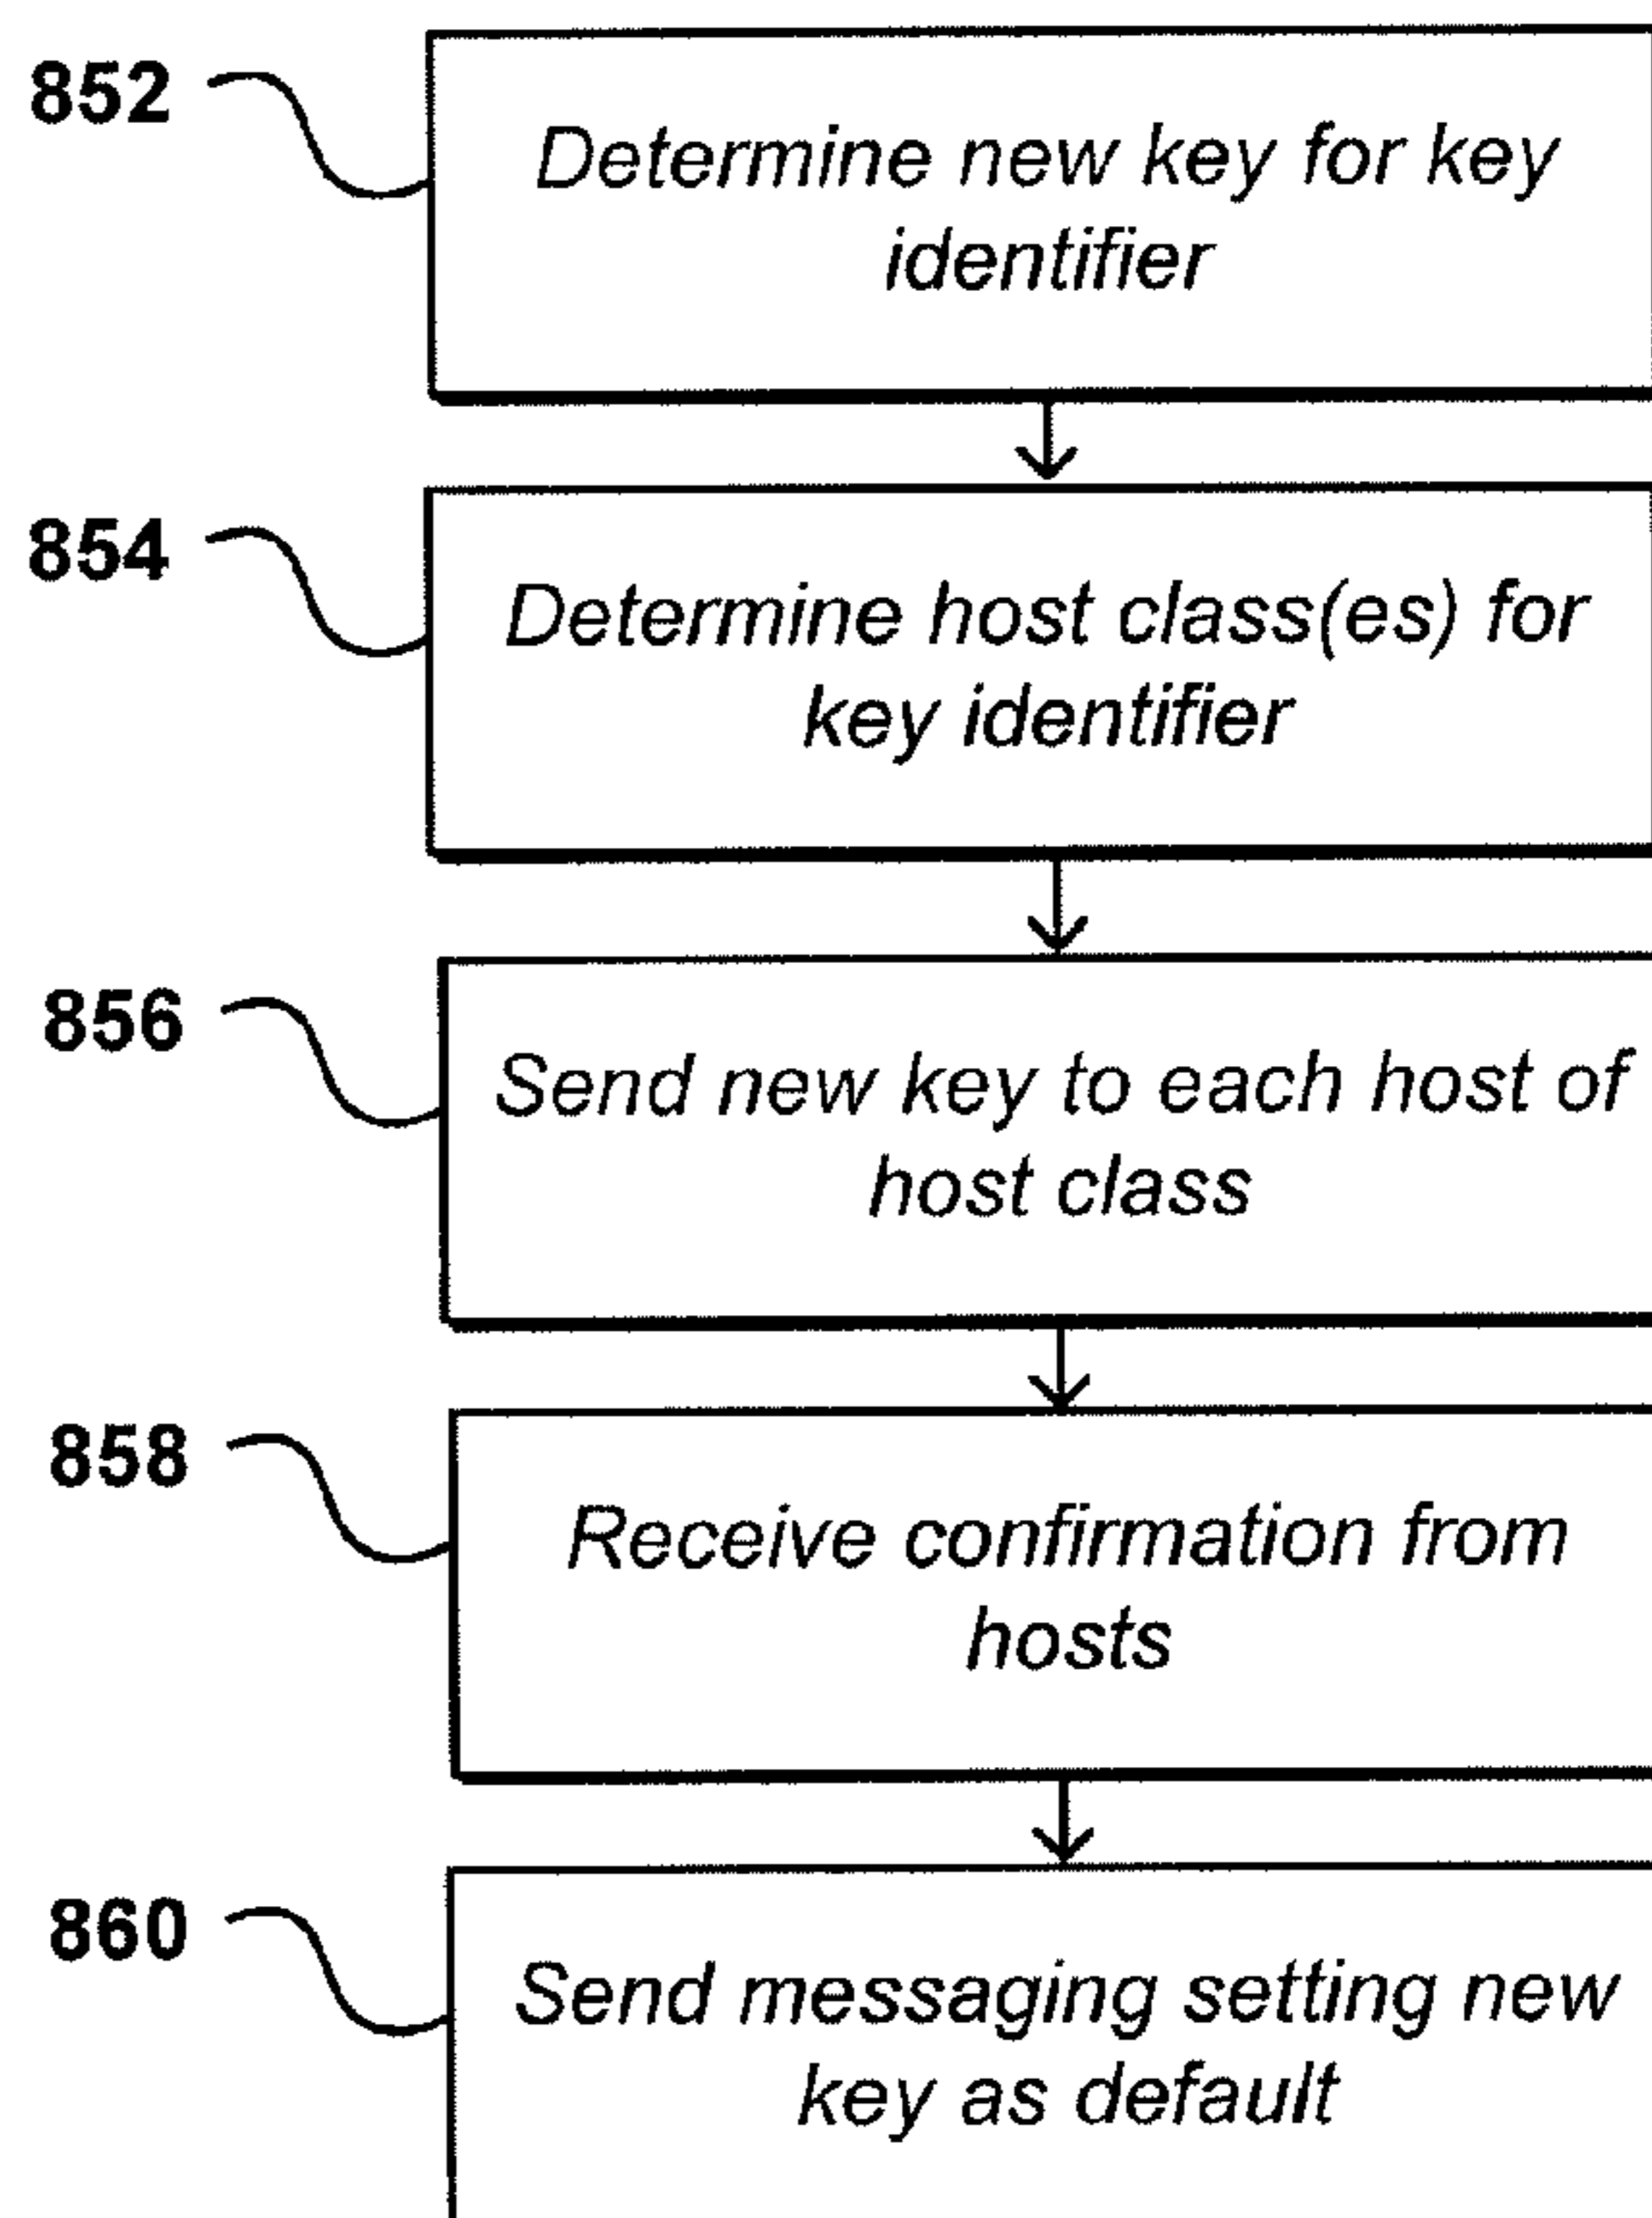 852
Determine new key for key
identifier
854
Determine host class(es) for
key identifier
856
Send new key to each host of
host class
858
Receive confirmation from
hosts
860
Send messaging setting new
key as default